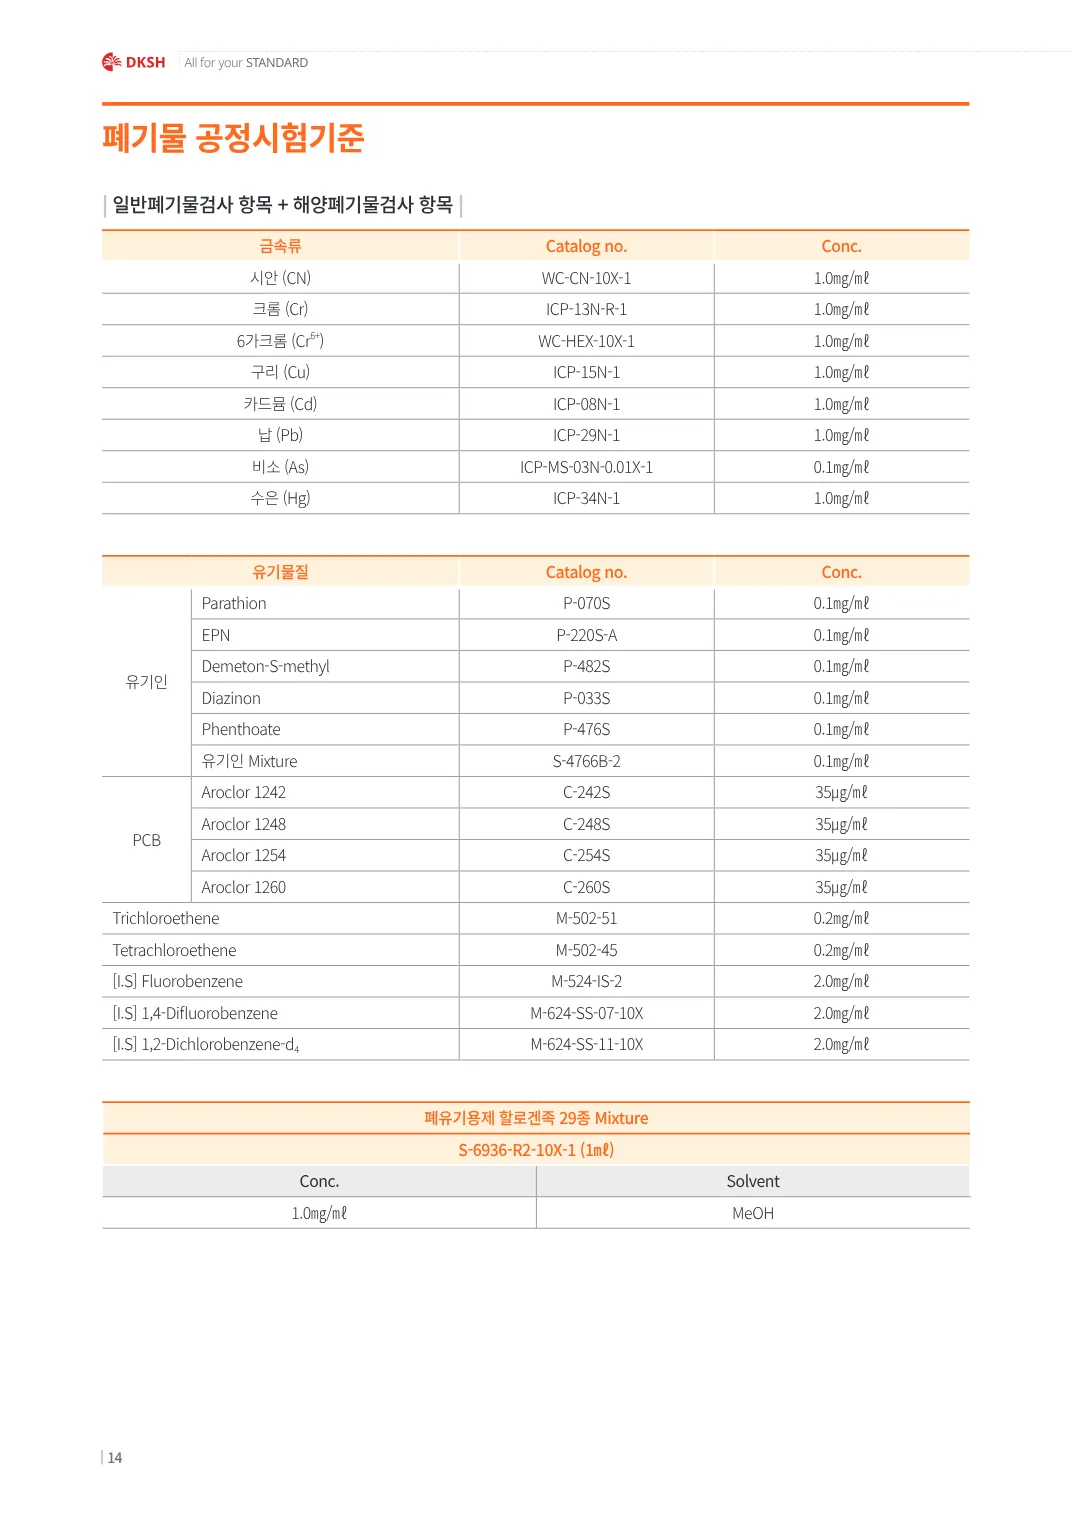 DKSH All for your STANDARD
폐기물 공정시험기준
| 일반폐기물검사 항목 + 해양폐기물검사 항목 |
금속류 Catalog no. Conc.
시안 (CN) WC-CN-10X-1 1.0㎎/㎖
크롬 (Cr) ICP-13N-R-1 1.0㎎/㎖
6가크롬 (Cr⁶⁺) WC-HEX-10X-1 1.0㎎/㎖
구리 (Cu) ICP-15N-1 1.0㎎/㎖
카드뮴 (Cd) ICP-08N-1 1.0㎎/㎖
납 (Pb) ICP-29N-1 1.0㎎/㎖
비소 (As) ICP-MS-03N-0.01X-1 0.1㎎/㎖
수은 (Hg) ICP-34N-1 1.0㎎/㎖
유기물질 Catalog no. Conc.
유기인
Parathion P-070S 0.1㎎/㎖
EPN P-220S-A 0.1㎎/㎖
Demeton-S-methyl P-482S 0.1㎎/㎖
Diazinon P-033S 0.1㎎/㎖
Phenthoate P-476S 0.1㎎/㎖
유기인 Mixture S-4766B-2 0.1㎎/㎖
PCB
Aroclor 1242 C-242S 35㎍/㎖
Aroclor 1248 C-248S 35㎍/㎖
Aroclor 1254 C-254S 35㎍/㎖
Aroclor 1260 C-260S 35㎍/㎖
Trichloroethene M-502-51 0.2㎎/㎖
Tetrachloroethene M-502-45 0.2㎎/㎖
[I.S] Fluorobenzene M-524-IS-2 2.0㎎/㎖
[I.S] 1,4-Difluorobenzene M-624-SS-07-10X 2.0㎎/㎖
[I.S] 1,2-Dichlorobenzene-d₄ M-624-SS-11-10X 2.0㎎/㎖
폐유기용제 할로겐족 29종 Mixture
S-6936-R2-10X-1 (1㎖)
Conc. Solvent
1.0㎎/㎖ MeOH
| 14